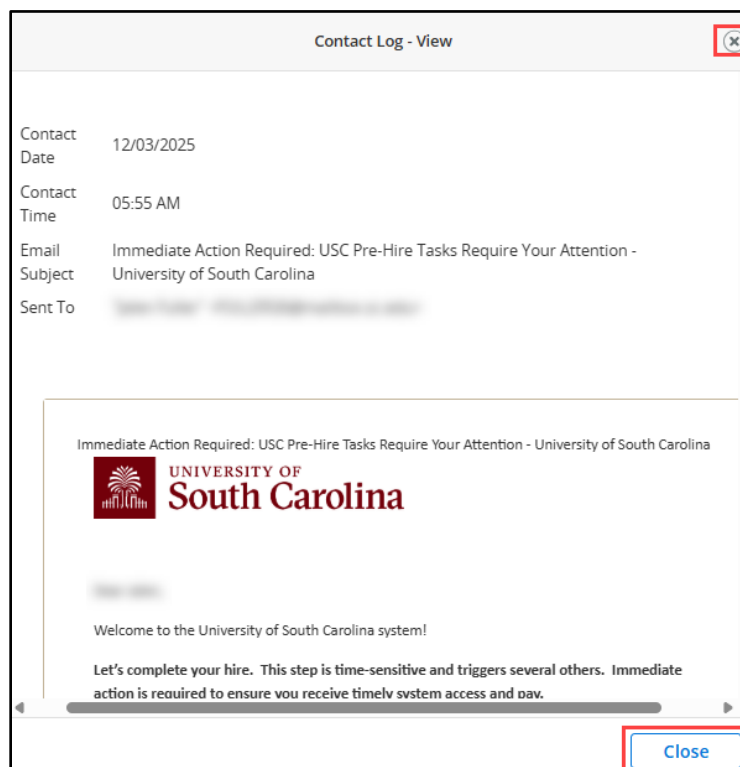 Contact Log - View
Contact
Date
12/03/2025
Contact
Time
05:55 AM
Email
Subject
Immediate Action Required: USC Pre-Hire Tasks Require Your Attention -
University of South Carolina
Sent To
Immediate Action Required: USC Pre-Hire Tasks Require Your Attention - University of South Carolina
UNIVERSITY OF
South Carolina
Welcome to the University of South Carolina system!
Let's complete your hire. This step is time-sensitive and triggers several others. Immediate
action is required to ensure you receive timely system access and pay.
Close